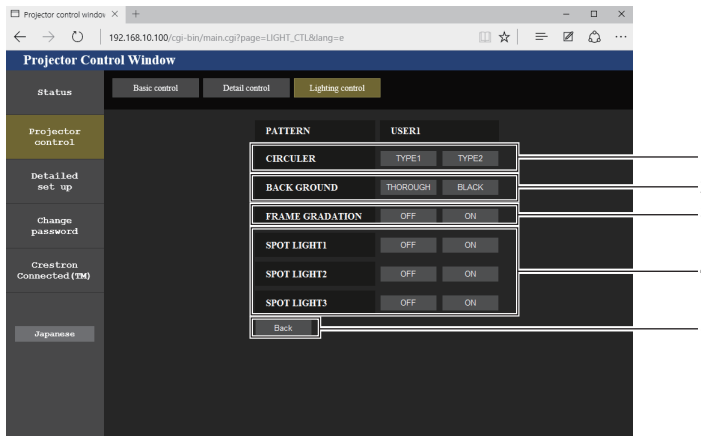 Projector control window
192.168.10.100/cgi-bin/main.cgi?page=LIGHT_CTL&lang=e
Projector Control Window
Status
Basic control
Detail control
Lighting control
Projector
control
Detailed
set up
Change
password
Crestron
Connected(TM)
Japanese
PATTERN USER1
CIRCULER TYPE1 TYPE2
BACK GROUND THOROUGH BLACK
FRAME GRADATION OFF ON
SPOT LIGHT1 OFF ON
SPOT LIGHT2 OFF ON
SPOT LIGHT3 OFF ON
Back